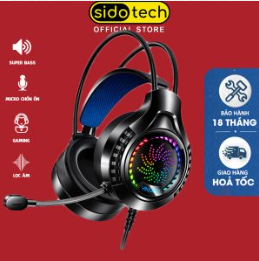 sidotech
OFFICIAL STORE
SUPER BASS
MICRO CHỐNG ỒN
GAMING
LỌC ÂM
BẢO HÀNH
18 THÁNG
GIAO HÀNG
HOẢ TỐC